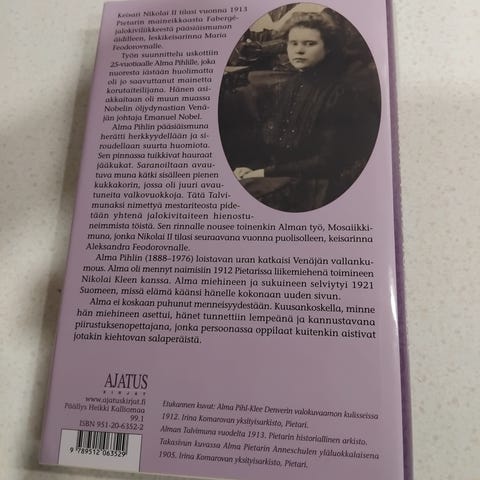 Keisari Nikolai II tilasi vuonna 1913
Pietarin maineikkaasta Fabergé-
jalokiviliikkeestä pääsiäismunan
äidilleen, leskikeisarinna Maria
Feodorovnalle.
Työn suunnittelu uskottiin
25-vuotiaalle Alma Pihlille, joka
nuoresta iästään huolimatta
oli jo saavuttanut mainetta
korutaiteilijana. Hänen asi-
akkaitaan oli muun muassa
Nobelin öljydynastian Venä-
jän johtaja Emanuel Nobel.
Alma Pihlin pääsiäismuna
herätti herkkyydellään ja si-
roudellaan suurta huomiota.
Sen pinnassa tuikkivat hauraat
jääkukat. Saranoiltaan avau-
tuva muna kätki sisälleen pienen
kukkakorin, jossa oli juuri avau-
tuneita valkovuokkoja. Tätä Talvi-
munaksi nimettyä mestariteosta pide-
tään yhtenä jalokivitaiteen hienostu-
neimmista töistä. Sen rinnalle nousee toinenkin Alman työ, Mosaiikki-
muna, jonka Nikolai II tilasi seuraavana vuonna puolisolleen, keisarinna
Aleksandra Feodorovnalle.
Alma Pihlin (1888–1976) loistavan uran katkaisi Venäjän vallanku-
mous. Alma oli mennyt naimisiin 1912 Pietarissa liikemiehenä toimineen
Nikolai Kleen kanssa. Alma miehineen ja sukuineen selviytyi 1921
Suomeen, missä elämä käänsi hänelle kokonaan uuden sivun.
Alma ei koskaan puhunut menneisyydestään. Kuusankoskella, minne
hän miehineen asettui, hänet tunnettiin lempeänä ja kannustavana
piirustuksenopettajana, jonka persoonassa oppilaat kuitenkin aistivat
jotakin kiehtovan salaperäistä.
AJATUS
KIRJAT
www.ajatuskirjat.fi
Päällys Heikki Kalliomaa
99.1
ISBN 951-20-6352-2
9 789512 063529
Etukannen kuvat: Alma Pihl-Klee Denverin valokuvaamon kulisseissa
1912. Irina Komarovan yksityisarkisto, Pietari.
Alman Talvimuna vuodelta 1913. Pietarin historiallinen arkisto.
Takasivun kuvassa Alma Pietarin Anneschulen yläluokkalaisena
1905. Irina Komarovan yksityisarkisto, Pietari.